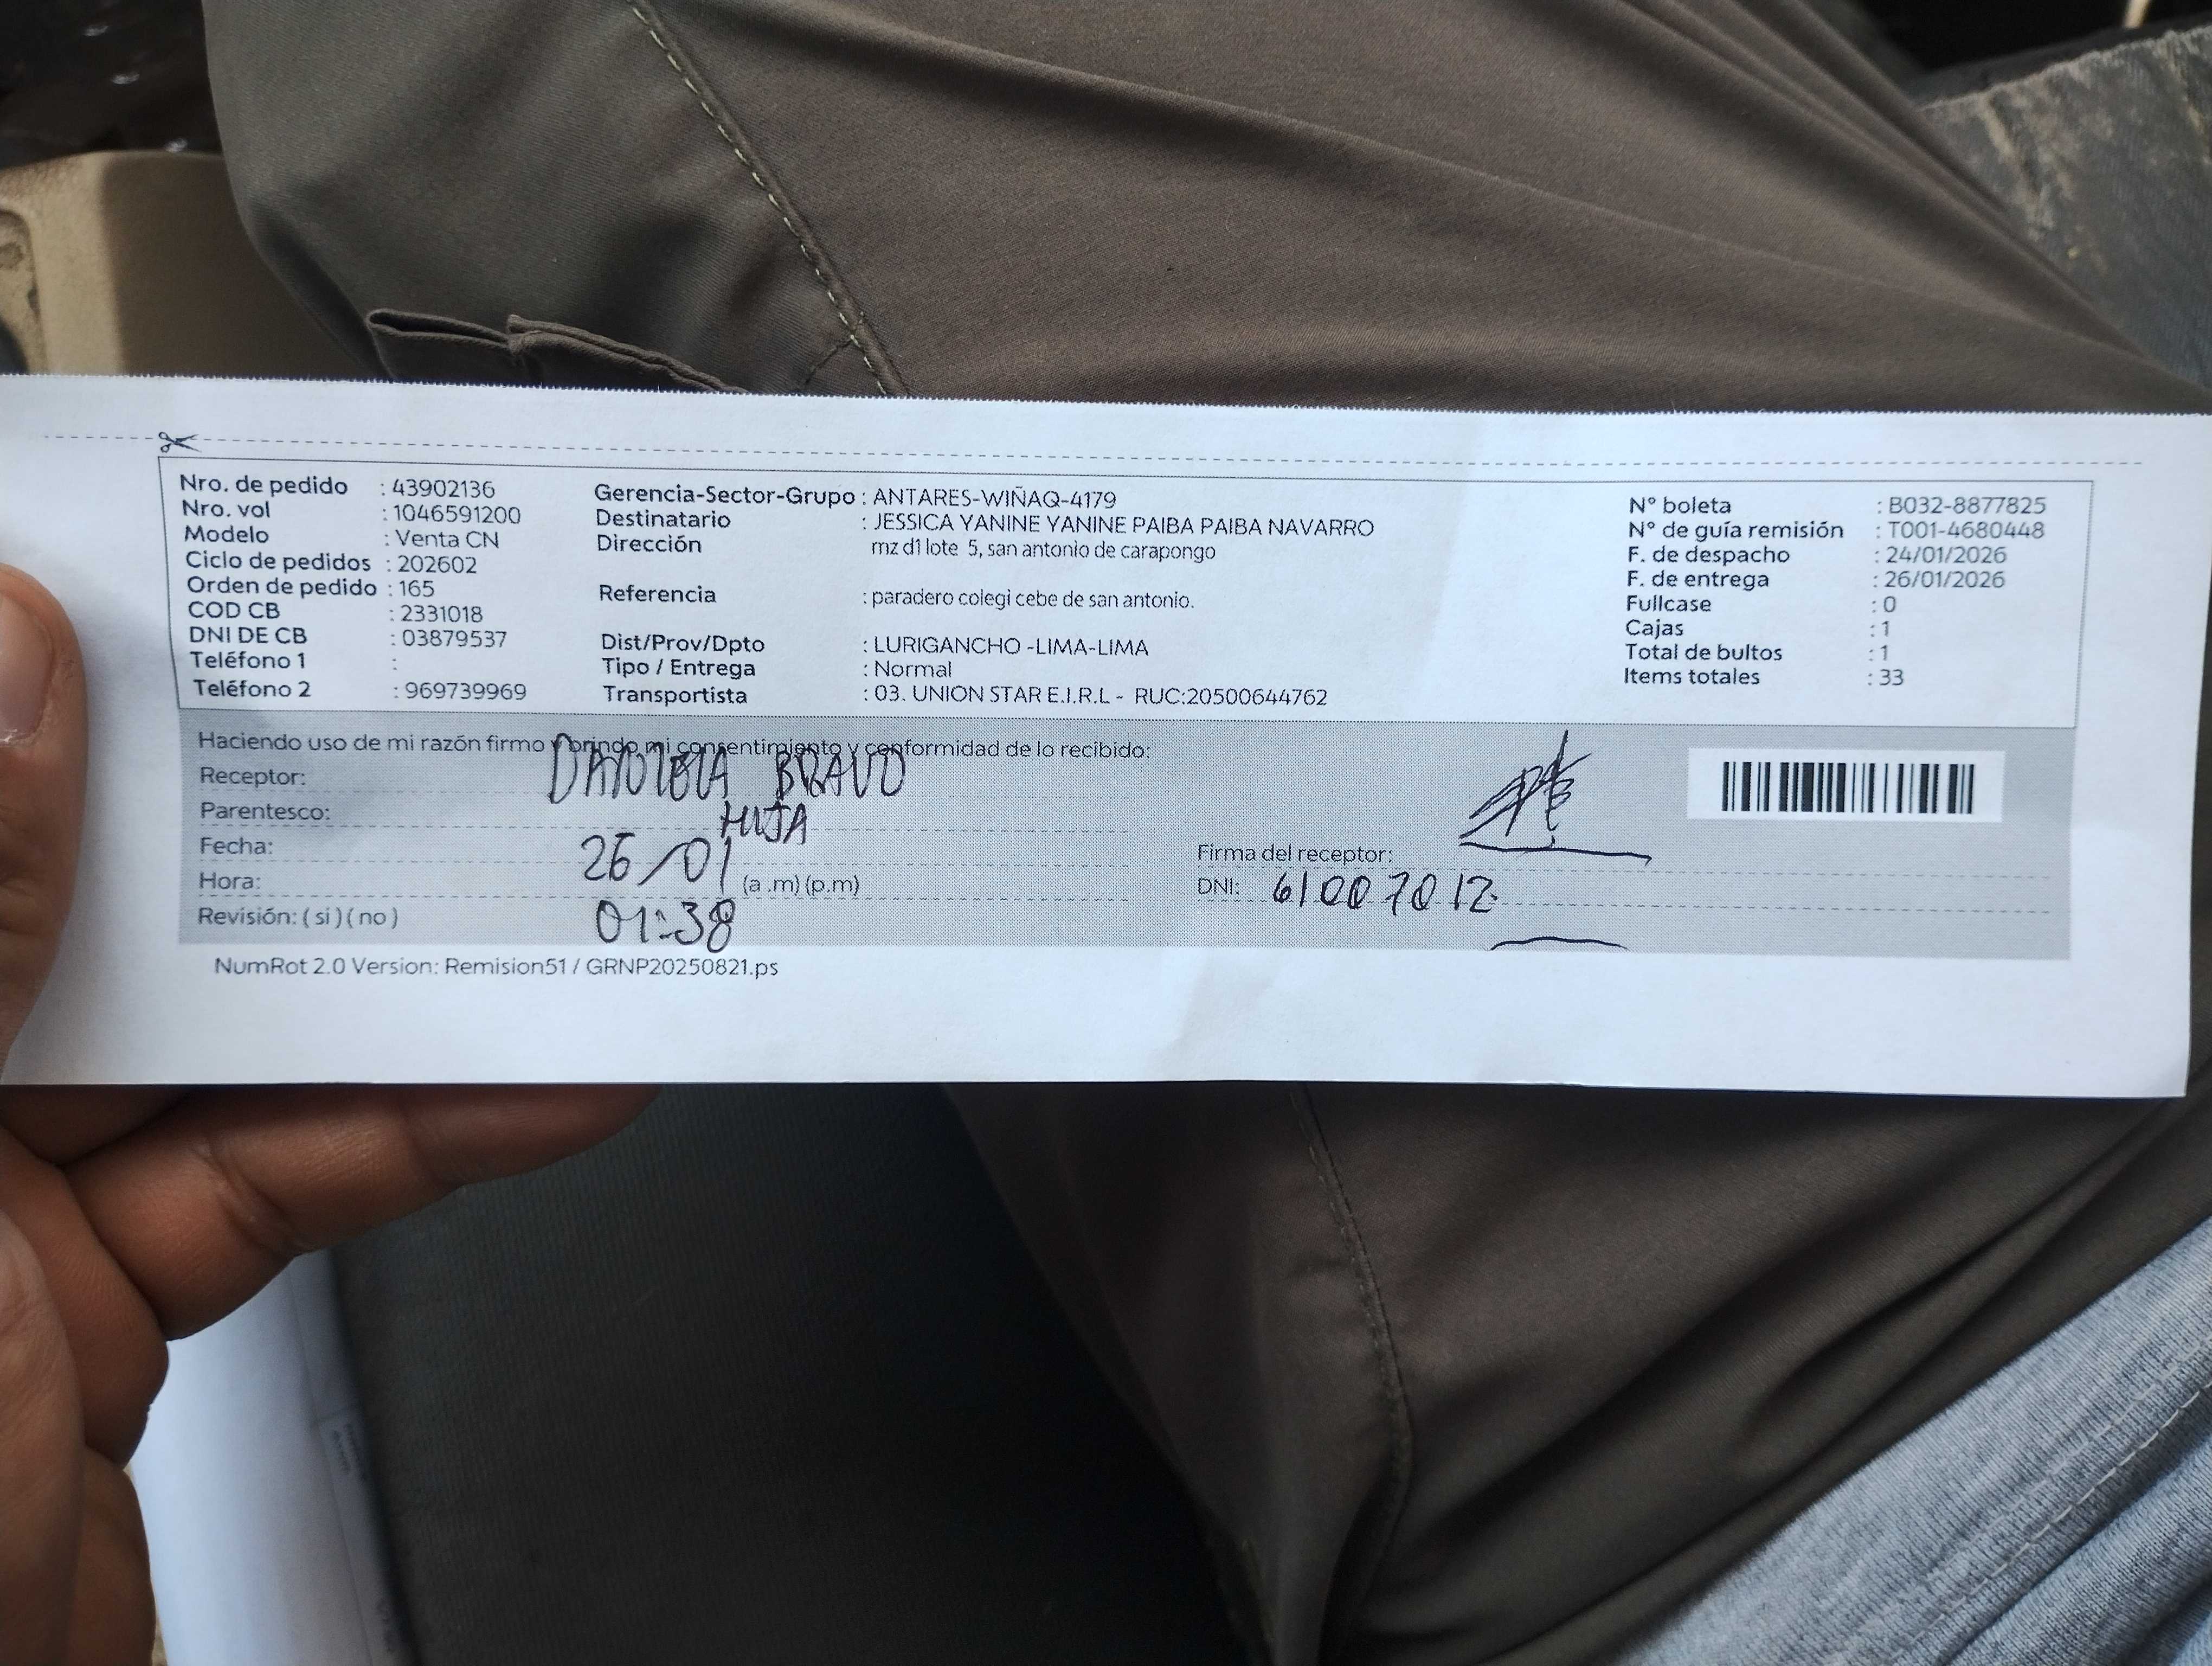 Nro. de pedido : 43902136
Nro. vol : 1046591200
Modelo : Venta CN
Ciclo de pedidos : 202602
Orden de pedido : 165
COD CB : 2331018
DNI DE CB : 03879537
Teléfono 1 :
Teléfono 2 : 969739969
Gerencia-Sector-Grupo : ANTARES-WIÑAQ-4179
Destinatario : JESSICA YANINE YANINE PAIBA PAIBA NAVARRO
Dirección mz d1 lote 5, san antonio de carapongo
Referencia : paradero colegi cebe de san antonio.
Dist/Prov/Dpto : LURIGANCHO -LIMA-LIMA
Tipo / Entrega : Normal
Transportista : 03. UNION STAR E.I.R.L - RUC:20500644762
N° boleta : B032-8877825
N° de guía remisión : T001-4680448
F. de despacho : 24/01/2026
F. de entrega : 26/01/2026
Fullcase : 0
Cajas : 1
Total de bultos : 1
Items totales : 33
Haciendo uso de mi razón firmo y brindo mi consentimiento y conformidad de lo recibido:
Receptor: BRAVO
Parentesco: HIJA
Fecha: 26/01
Hora: (a .m) (p.m)
Revisión: ( si ) ( no ) 01:38
Firma del receptor:
DNI: 61007012
NumRot 2.0 Version: Remision51 / GRNP20250821.ps